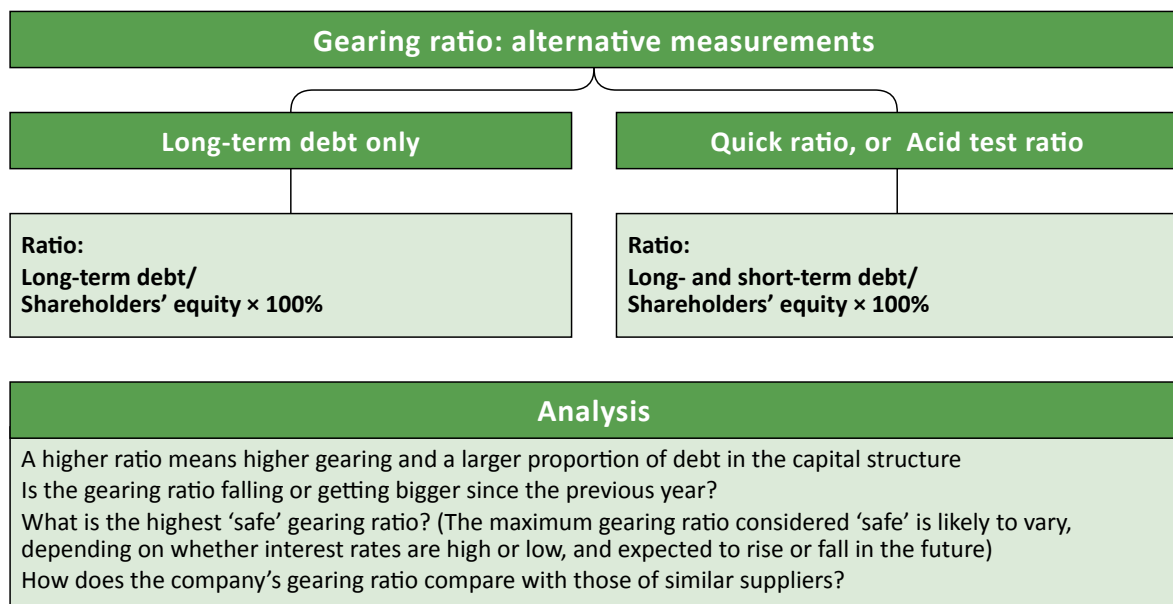 Gearing ratio: alternative measurements
Long-term debt only
Quick ratio, or Acid test ratio
Ratio:
Long-term debt/
Shareholders’ equity × 100%
Ratio:
Long- and short-term debt/
Shareholders’ equity × 100%
Analysis
A higher ratio means higher gearing and a larger proportion of debt in the capital structure
Is the gearing ratio falling or getting bigger since the previous year?
What is the highest ‘safe’ gearing ratio? (The maximum gearing ratio considered ‘safe’ is likely to vary,
depending on whether interest rates are high or low, and expected to rise or fall in the future)
How does the company’s gearing ratio compare with those of similar suppliers?